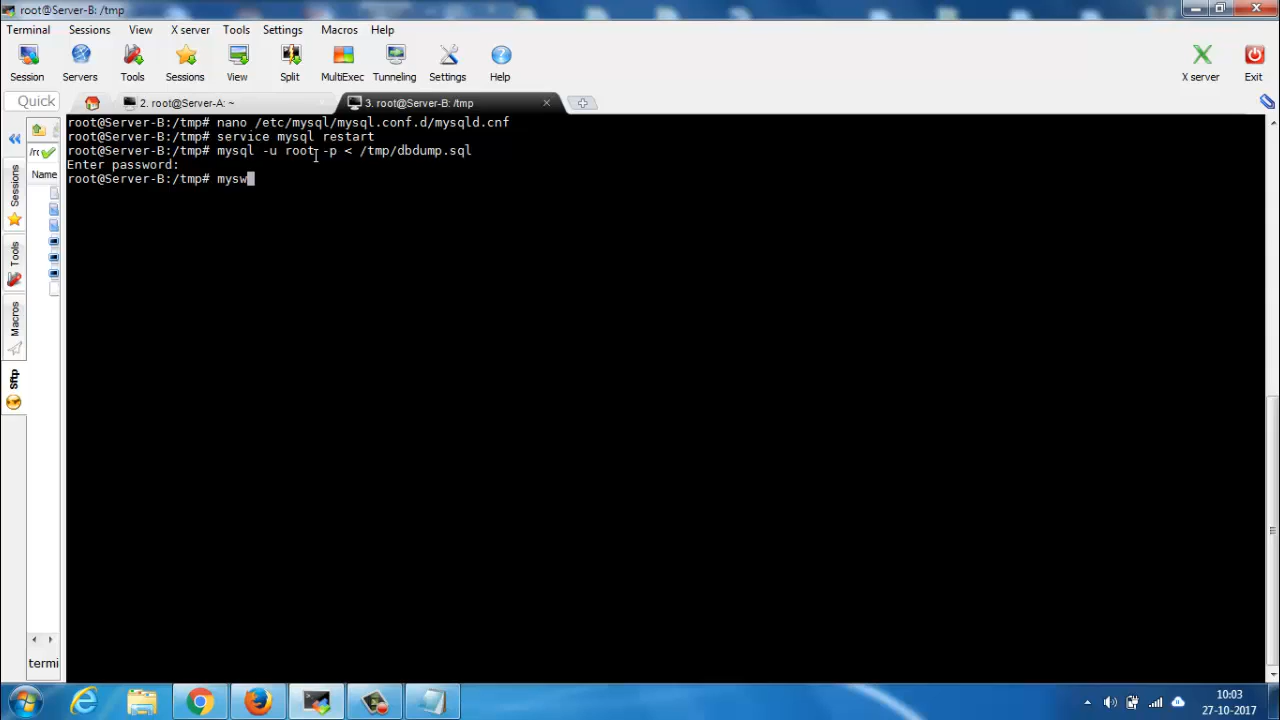 root@Server-B: /tmp
Terminal Sessions View X server Tools Settings Macros Help
Session Servers Tools Sessions View Split MultiExec Tunneling Settings Help X server Exit
Quick 2. root@Server-A: ~ 3. root@Server-B: /tmp
root@Server-B:/tmp# nano /etc/mysql/mysql.conf.d/mysqld.cnf
root@Server-B:/tmp# service mysql restart
root@Server-B:/tmp# mysql -u root -p < /tmp/dbdump.sql
Enter password:
root@Server-B:/tmp# mysw
Name
Sessions
Tools
Macros
Sftp
termi
10:03
27-10-2017